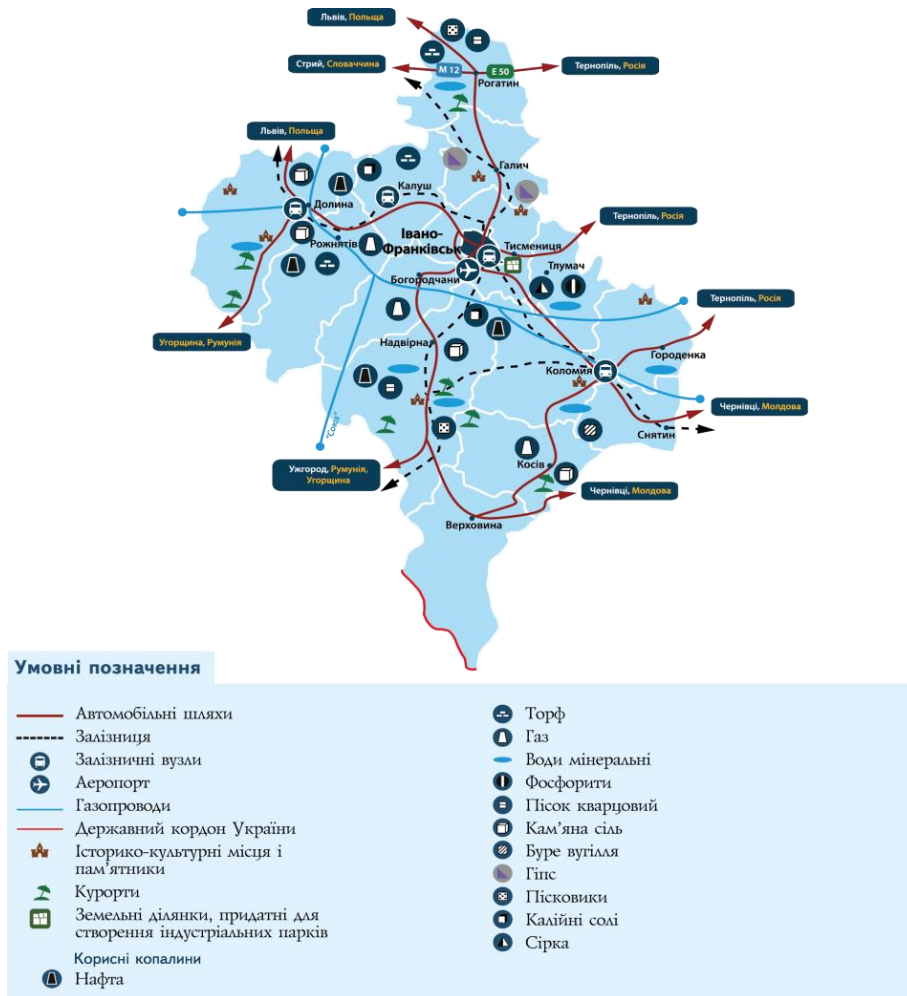 Львів, Польща
Стрий, Словаччина
М 12
Е 50
Тернопіль, Росія
Рогатин
Львів, Польща
Галич
Калуш
Долина
Тернопіль, Росія
Івано-
Франківськ
Рожнятів
Тисмениця
Тлумач
Богородчани
Тернопіль, Росія
Угорщина, Румунія
Надвірна
Городенка
Коломия
Чернівці, Молдова
"Союз"
Снятин
Косів
Ужгород, Румунія,
Угорщина
Чернівці, Молдова
Верховина
Умовні позначення
Автомобільні шляхи
Залізниця
Залізничні вузли
Аеропорт
Газопроводи
Державний кордон України
Історико-культурні місця і
пам’ятники
Курорти
Земельні ділянки, придатні для
створення індустріальних парків
Корисні копалини
Нафта
Торф
Газ
Води мінеральні
Фосфорити
Пісок кварцовий
Кам’яна сіль
Буре вугілля
Гіпс
Пісковики
Калійні солі
Сірка